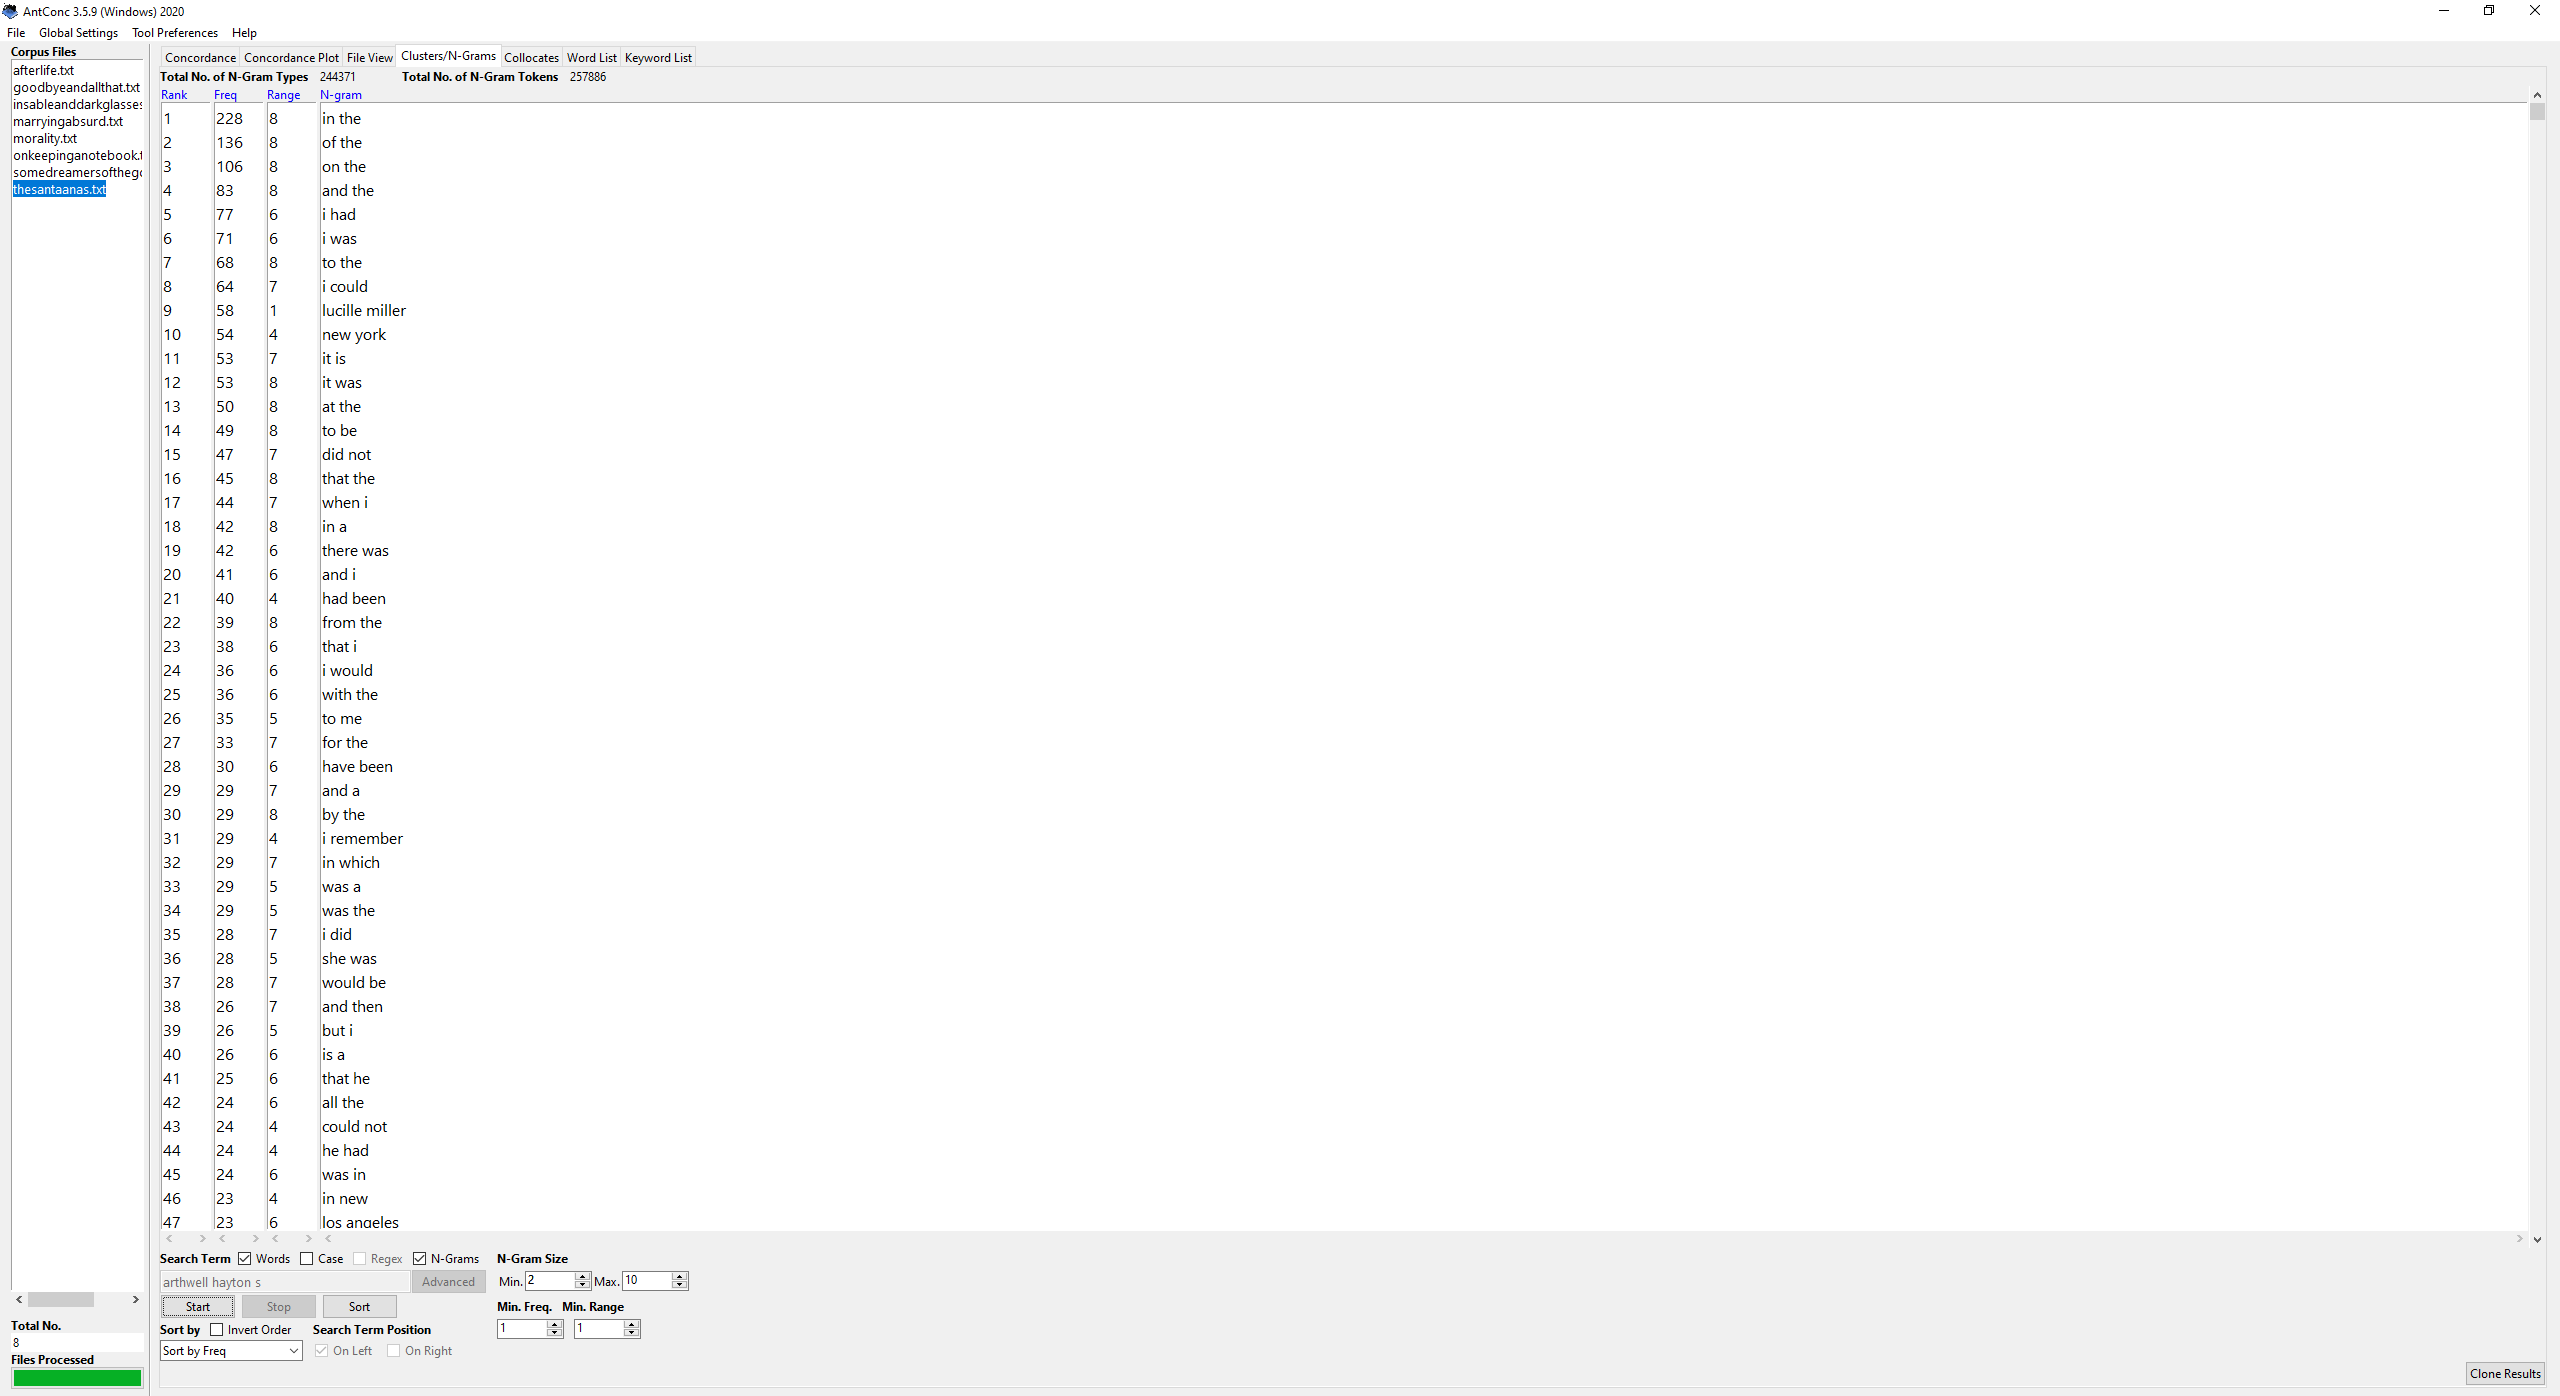 AntConc 3.5.9 (Windows) 2020
File Global Settings Tool Preferences Help
Corpus Files
afterlife.txt
goodbyeandallthat.txt
insableanddarkglasses
marryingabsurd.txt
morality.txt
onkeepinganotebook.t
somedreamersofthego
thesantaanas.txt
Total No.
8
Files Processed
Concordance Concordance Plot File View Clusters/N-Grams Collocates Word List Keyword List
Total No. of N-Gram Types 244371 Total No. of N-Gram Tokens 257886
Rank Freq Range N-gram
1 228 8 in the
2 136 8 of the
3 106 8 on the
4 83 8 and the
5 77 6 i had
6 71 6 i was
7 68 8 to the
8 64 7 i could
9 58 1 lucille miller
10 54 4 new york
11 53 7 it is
12 53 8 it was
13 50 8 at the
14 49 8 to be
15 47 7 did not
16 45 8 that the
17 44 7 when i
18 42 8 in a
19 42 6 there was
20 41 6 and i
21 40 4 had been
22 39 8 from the
23 38 6 that i
24 36 6 i would
25 36 6 with the
26 35 5 to me
27 33 7 for the
28 30 6 have been
29 29 7 and a
30 29 8 by the
31 29 4 i remember
32 29 7 in which
33 29 5 was a
34 29 5 was the
35 28 7 i did
36 28 5 she was
37 28 7 would be
38 26 7 and then
39 26 5 but i
40 26 6 is a
41 25 6 that he
42 24 6 all the
43 24 4 could not
44 24 4 he had
45 24 6 was in
46 23 4 in new
47 23 6 los angeles
Search Term Words Case Regex N-Grams N-Gram Size
arthwell hayton s Advanced Min. 2 Max. 10
Start Stop Sort Min. Freq. Min. Range
Sort by Invert Order Search Term Position 1 1
Sort by Freq On Left On Right
Clone Results